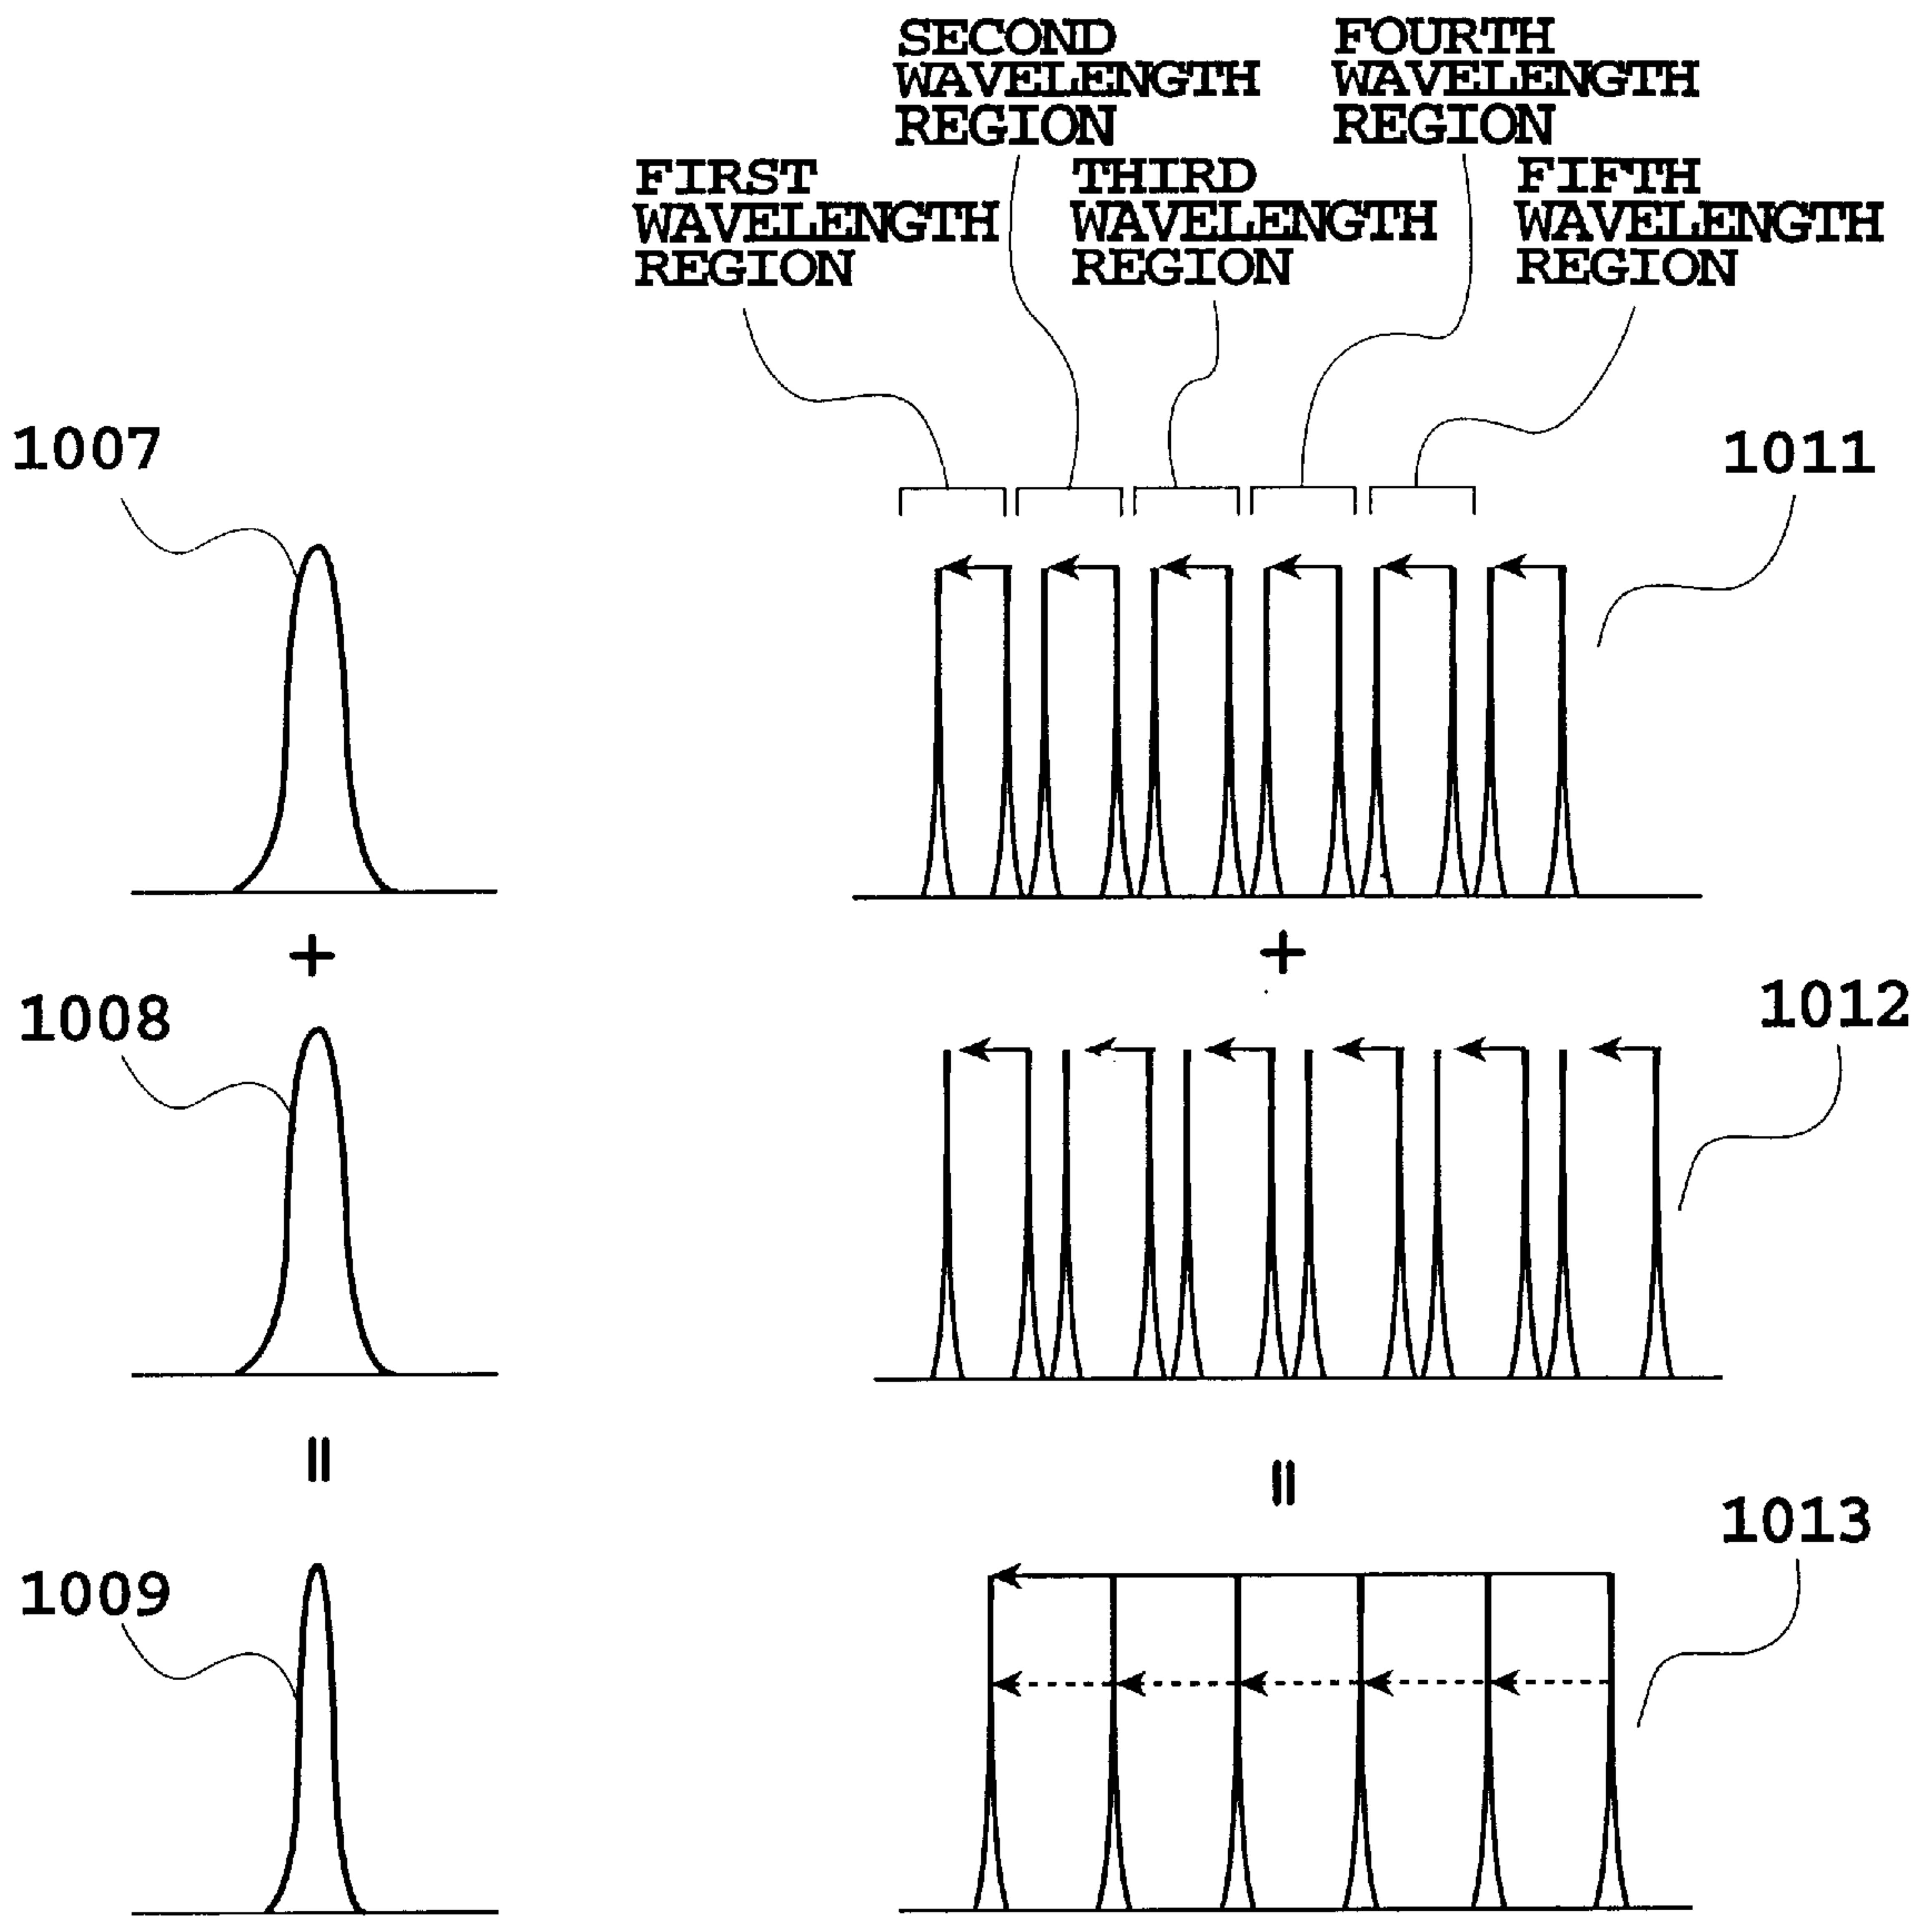 SECOND
WAVELENGTH
REGION
FOURTH
WAVELENGTH
REGION
FIRST
WAVELENGTH
REGION
THIRD
WAVELENGTH
REGION
FIFTH
WAVELENGTH
REGION
1007
1011
+
+
1008
1012
=
=
1009
1013